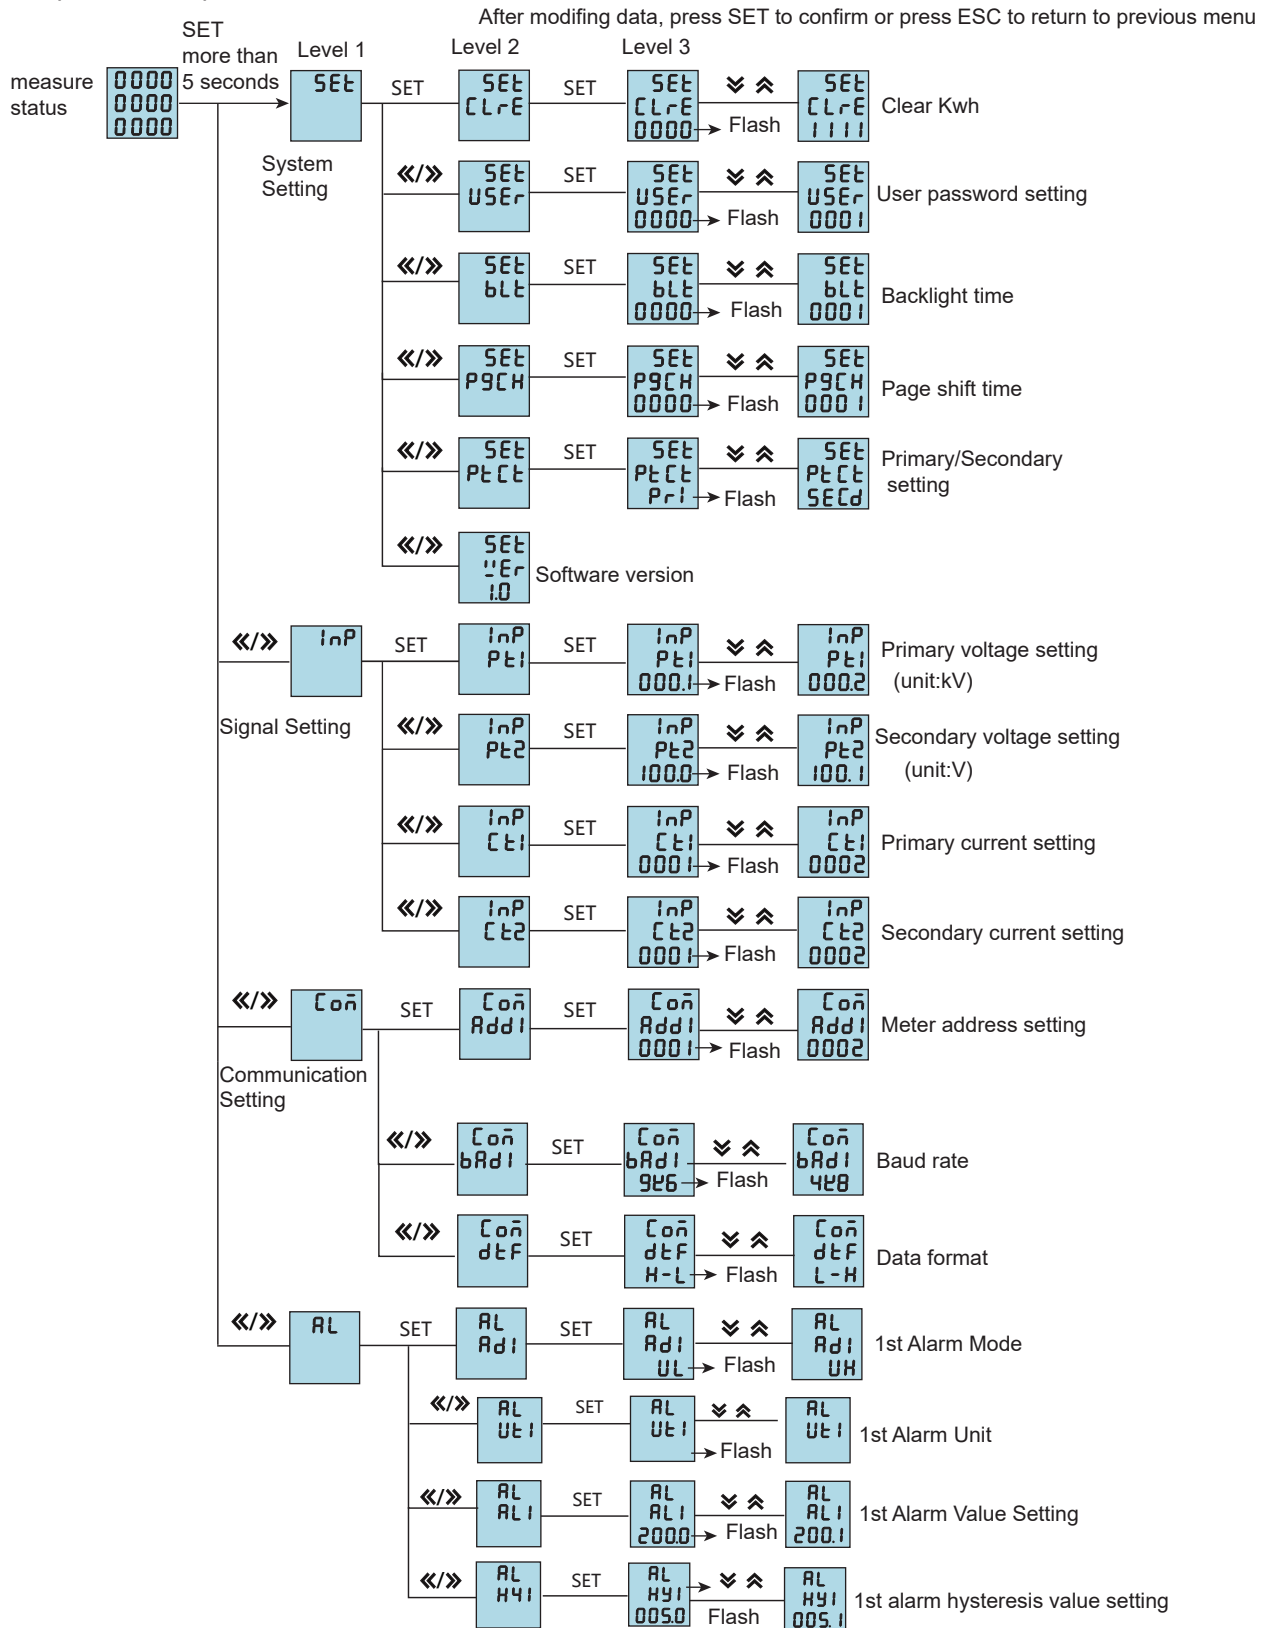 After modifing data, press SET to confirm or press ESC to return to previous menu
SET
more than
5 seconds
Level 1
Level 2
Level 3
measure
status
0000
0000
0000
SEt
System
Setting
SET
SEt
CLrE
SET
SEt
CLrE
0000
Flash
SEt
CLrE
1111
Clear Kwh
SEt
USEr
SET
SEt
USEr
0000
Flash
SEt
USEr
0001
User password setting
SEt
bLt
SET
SEt
bLt
0000
Flash
SEt
bLt
0001
Backlight time
SEt
PgCH
SET
SEt
PgCH
0000
Flash
SEt
PgCH
0001
Page shift time
SEt
PtCt
SET
SEt
PtCt
PrI
Flash
SEt
PtCt
SECd
Primary/Secondary
setting
SEt
Er
1.0
Software version
InP
Signal Setting
SET
InP
Pt1
SET
InP
Pt1
000.1
Flash
InP
Pt1
000.2
Primary voltage setting
(unit:kV)
InP
Pt2
SET
InP
Pt2
100.0
Flash
InP
Pt2
100.1
Secondary voltage setting
(unit:V)
InP
Ct1
SET
InP
Ct1
0001
Flash
InP
Ct1
0002
Primary current setting
InP
Ct2
SET
InP
Ct2
0001
Flash
InP
Ct2
0002
Secondary current setting
Com
Communication
Setting
SET
Com
Add1
SET
Com
Add1
0001
Flash
Com
Add1
0002
Meter address setting
Com
bAd1
SET
Com
bAd1
9k6
Flash
Com
bAd1
4k8
Baud rate
Com
dtF
SET
Com
dtF
H-L
Flash
Com
dtF
L-H
Data format
AL
SET
AL
Ad1
SET
AL
Ad1
UL
Flash
AL
Ad1
UH
1st Alarm Mode
AL
Ut1
SET
AL
Ut1
Flash
AL
Ut1
1st Alarm Unit
AL
AL1
SET
AL
AL1
200.0
Flash
AL
AL1
200.1
1st Alarm Value Setting
AL
HY1
SET
AL
HY1
005.0
Flash
AL
HY1
005.1
1st alarm hysteresis value setting